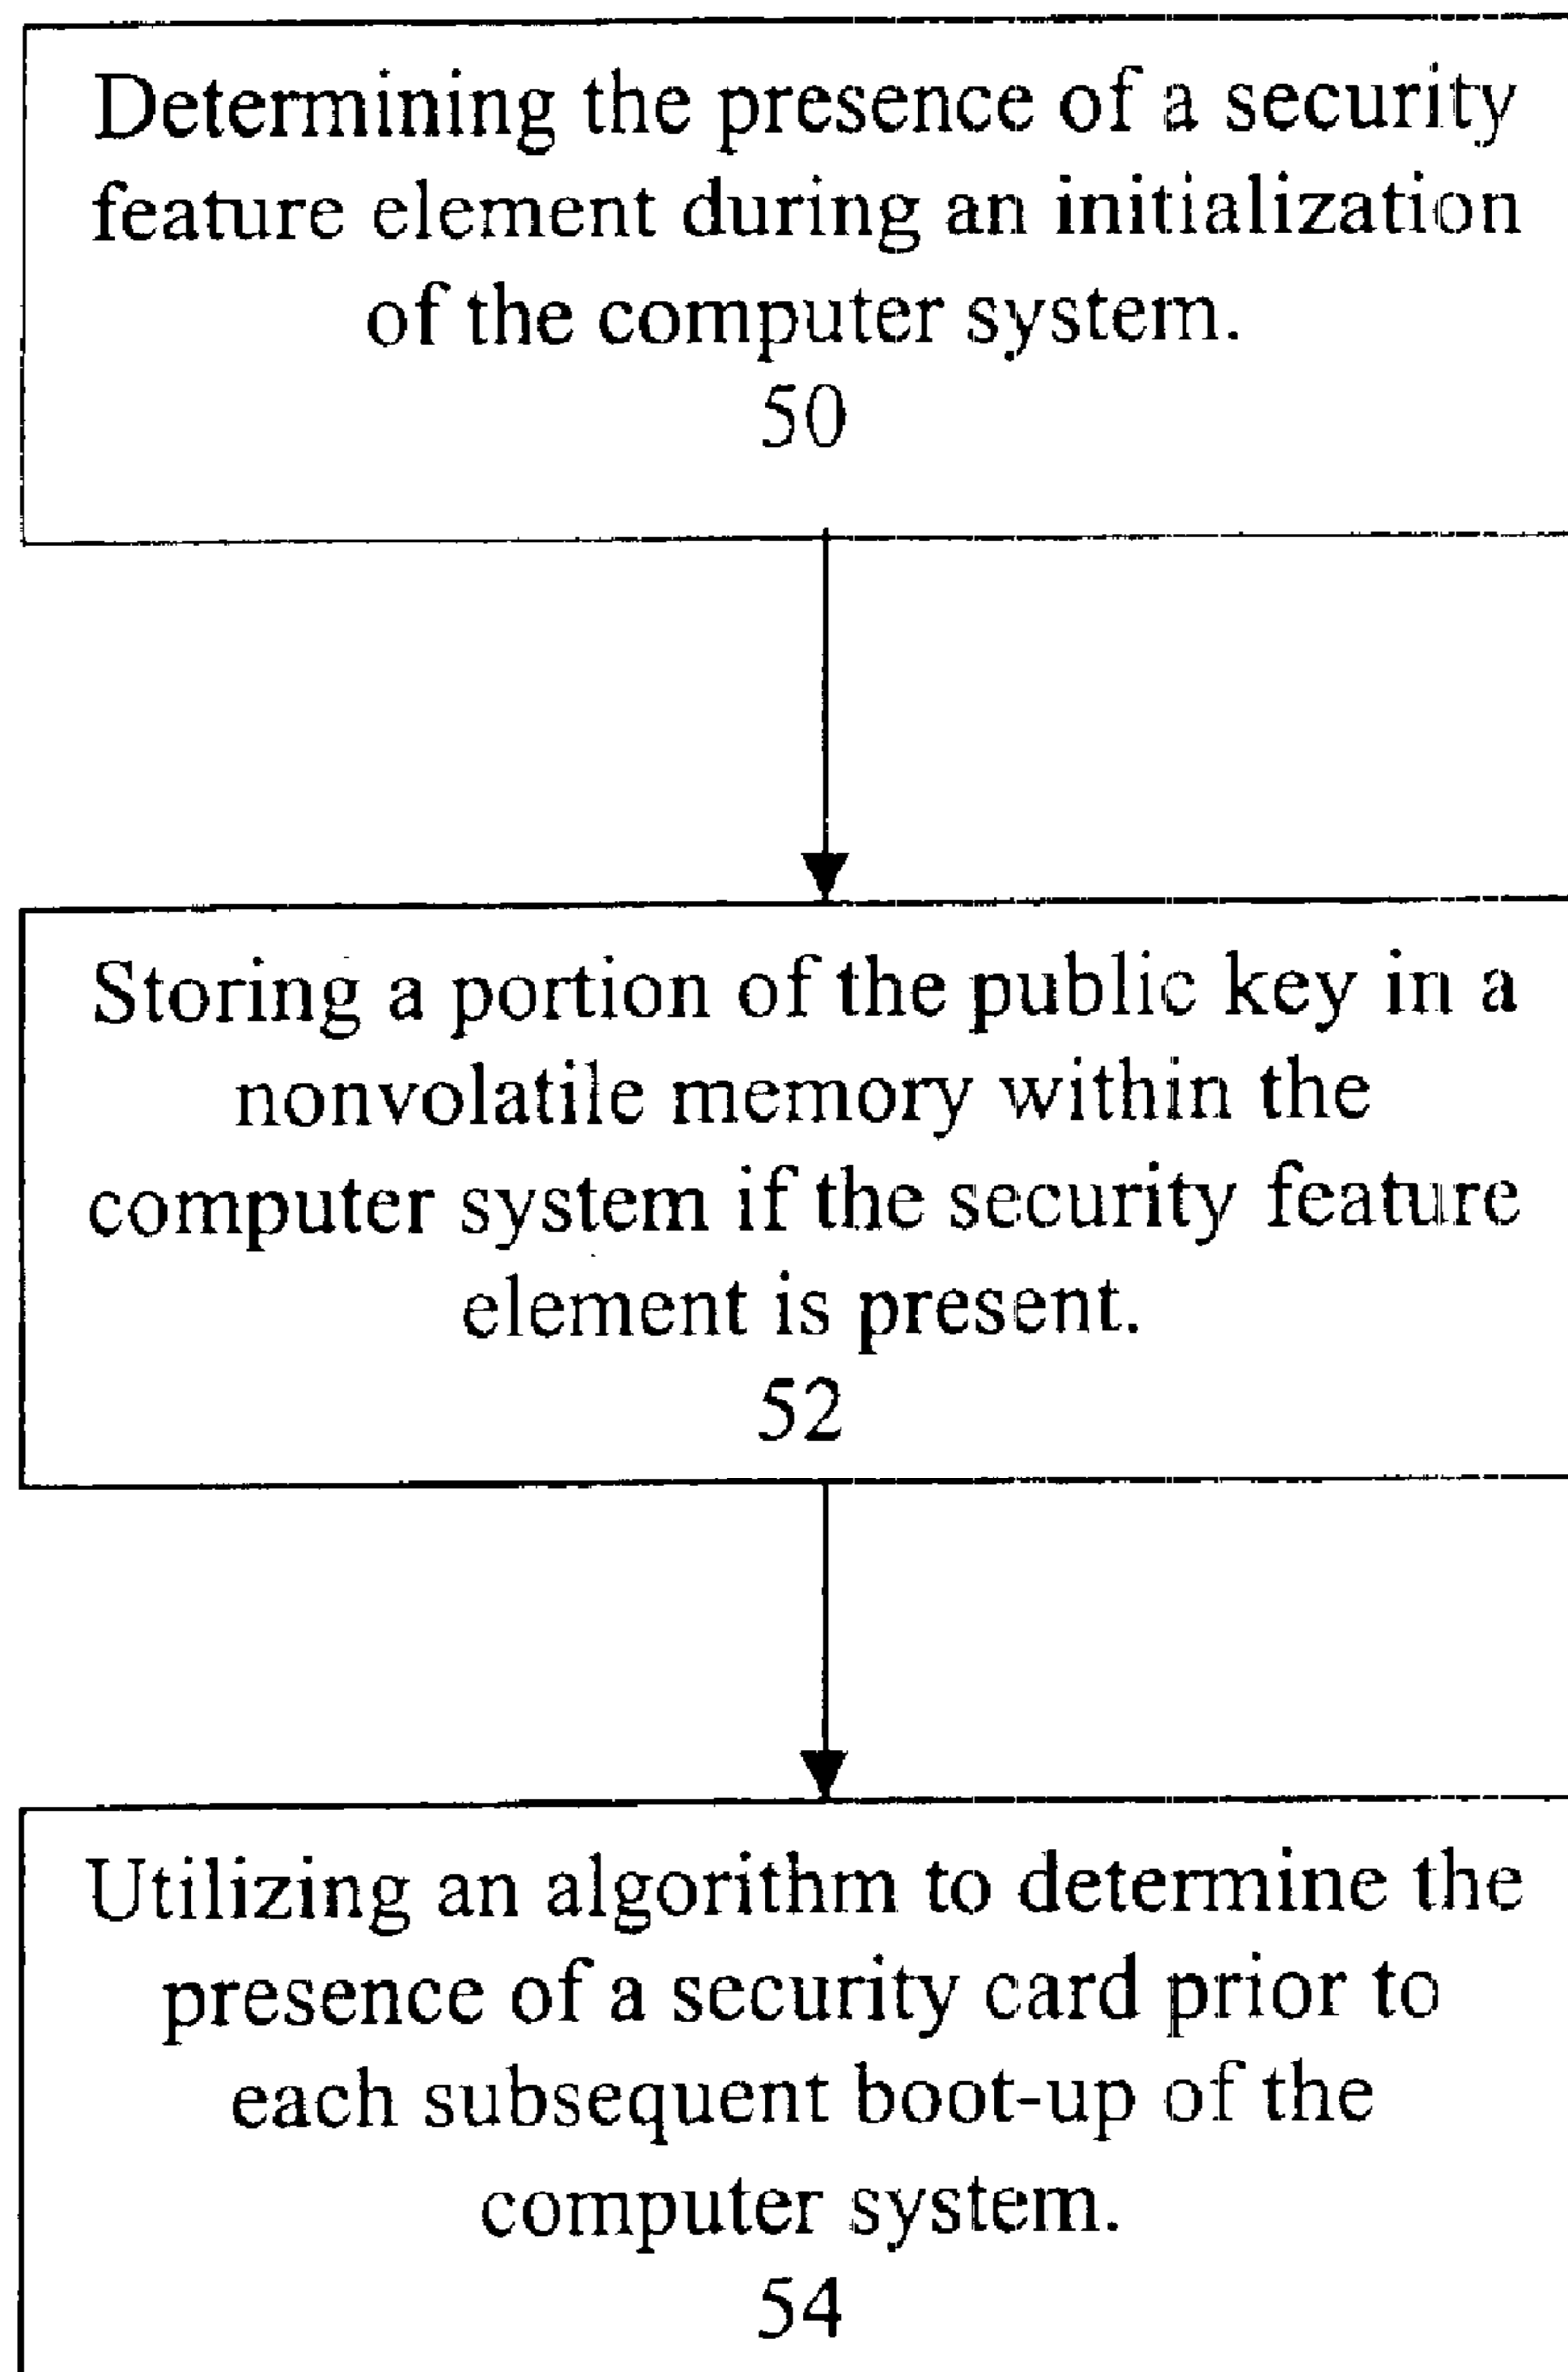 Determining the presence of a security
feature element during an initialization
of the computer system.
50
Storing a portion of the public key in a
nonvolatile memory within the
computer system if the security feature
element is present.
52
Utilizing an algorithm to determine the
presence of a security card prior to
each subsequent boot-up of the
computer system.
54